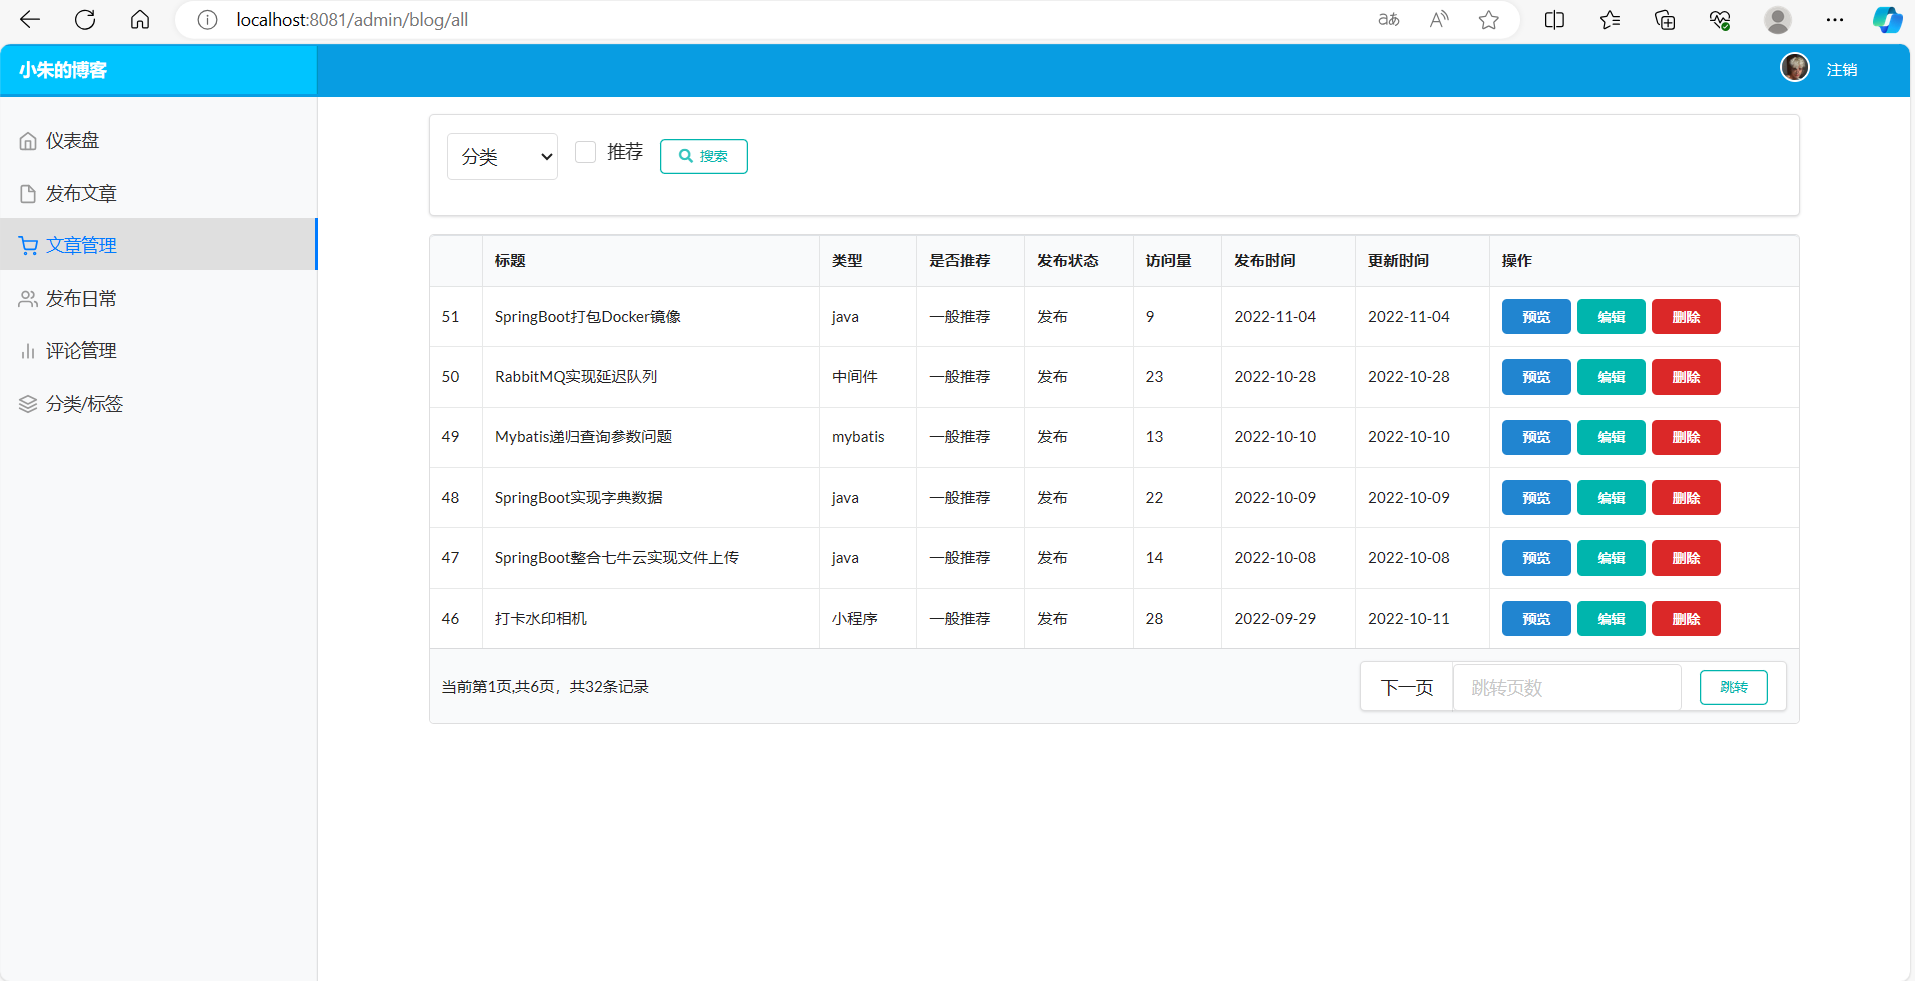 localhost:8081/admin/blog/all
小朱的博客
注销
仪表盘
发布文章
文章管理
发布日常
评论管理
分类/标签
分类 推荐 搜索
标题 类型 是否推荐 发布状态 访问量 发布时间 更新时间 操作
51 SpringBoot打包Docker镜像 java 一般推荐 发布 9 2022-11-04 2022-11-04 预览 编辑 删除
50 RabbitMQ实现延迟队列 中间件 一般推荐 发布 23 2022-10-28 2022-10-28 预览 编辑 删除
49 Mybatis递归查询参数问题 mybatis 一般推荐 发布 13 2022-10-10 2022-10-10 预览 编辑 删除
48 SpringBoot实现字典数据 java 一般推荐 发布 22 2022-10-09 2022-10-09 预览 编辑 删除
47 SpringBoot整合七牛云实现文件上传 java 一般推荐 发布 14 2022-10-08 2022-10-08 预览 编辑 删除
46 打卡水印相机 小程序 一般推荐 发布 28 2022-09-29 2022-10-11 预览 编辑 删除
当前第1页,共6页，共32条记录 下一页 跳转页数 跳转